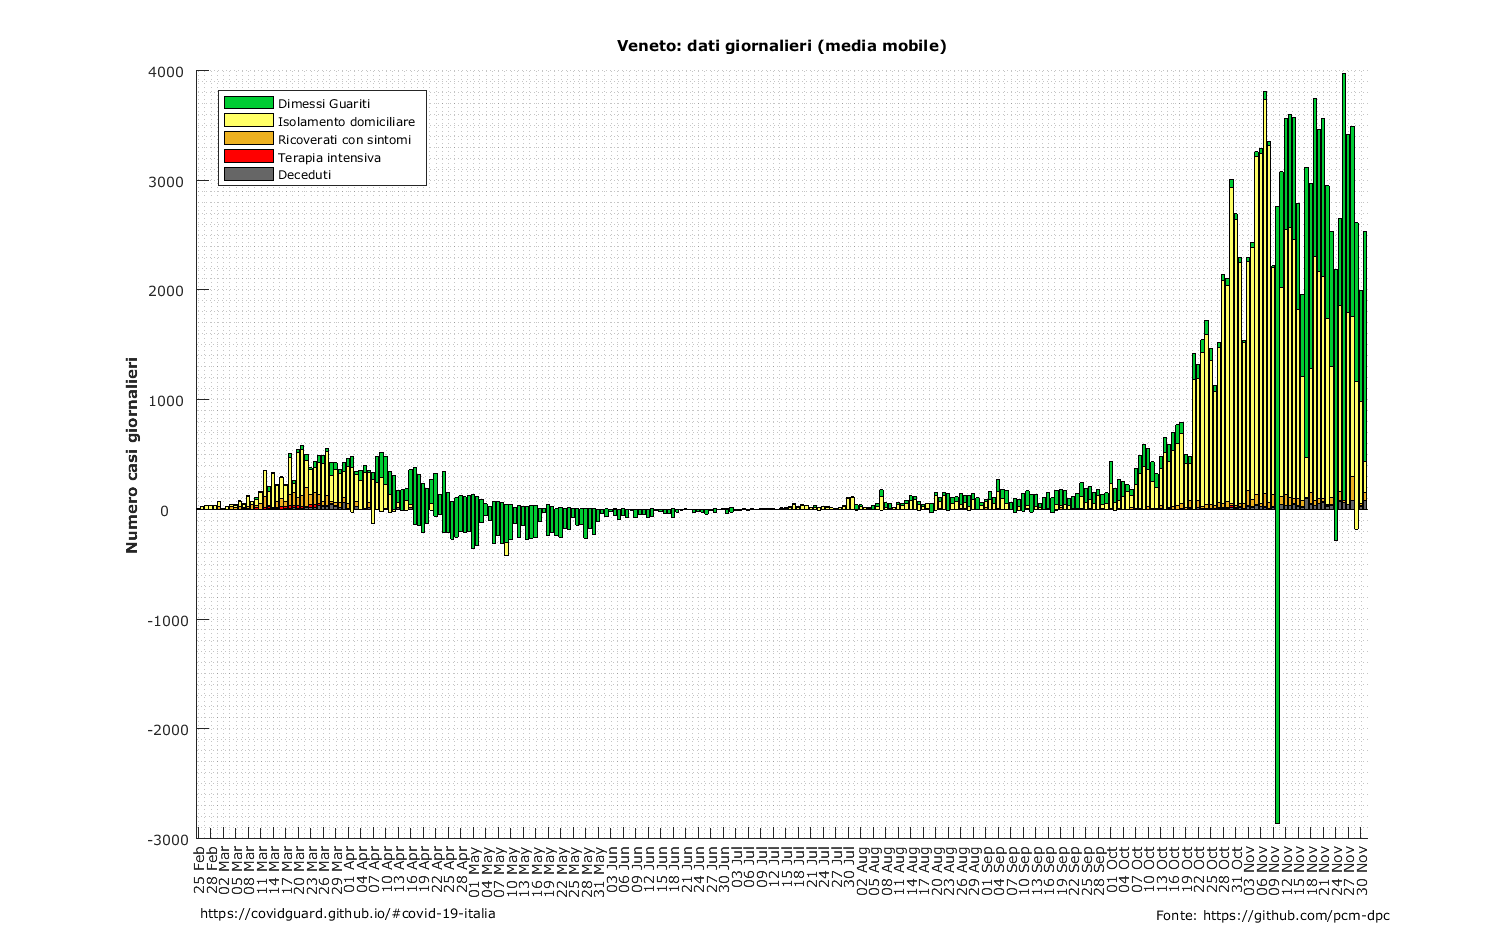 Veneto: dati giornalieri (media mobile)
Dimessi Guariti
Isolamento domiciliare
Ricoverati con sintomi
Terapia intensiva
Deceduti
Numero casi giornalieri
4000
3000
2000
1000
0
-1000
-2000
-3000
25 Feb
28 Feb
02 Mar
05 Mar
08 Mar
11 Mar
14 Mar
17 Mar
20 Mar
23 Mar
26 Mar
29 Mar
01 Apr
04 Apr
07 Apr
10 Apr
13 Apr
16 Apr
19 Apr
22 Apr
25 Apr
28 Apr
01 May
04 May
07 May
10 May
13 May
16 May
19 May
22 May
25 May
28 May
31 May
03 Jun
06 Jun
09 Jun
12 Jun
15 Jun
18 Jun
21 Jun
24 Jun
27 Jun
30 Jun
03 Jul
06 Jul
09 Jul
12 Jul
15 Jul
18 Jul
21 Jul
24 Jul
27 Jul
30 Jul
02 Aug
05 Aug
08 Aug
11 Aug
14 Aug
17 Aug
20 Aug
23 Aug
26 Aug
29 Aug
01 Sep
04 Sep
07 Sep
10 Sep
13 Sep
16 Sep
19 Sep
22 Sep
25 Sep
28 Sep
01 Oct
04 Oct
07 Oct
10 Oct
13 Oct
16 Oct
19 Oct
22 Oct
25 Oct
28 Oct
31 Oct
03 Nov
06 Nov
09 Nov
12 Nov
15 Nov
18 Nov
21 Nov
24 Nov
27 Nov
30 Nov
https://covidguard.github.io/#covid-19-italia
Fonte: https://github.com/pcm-dpc